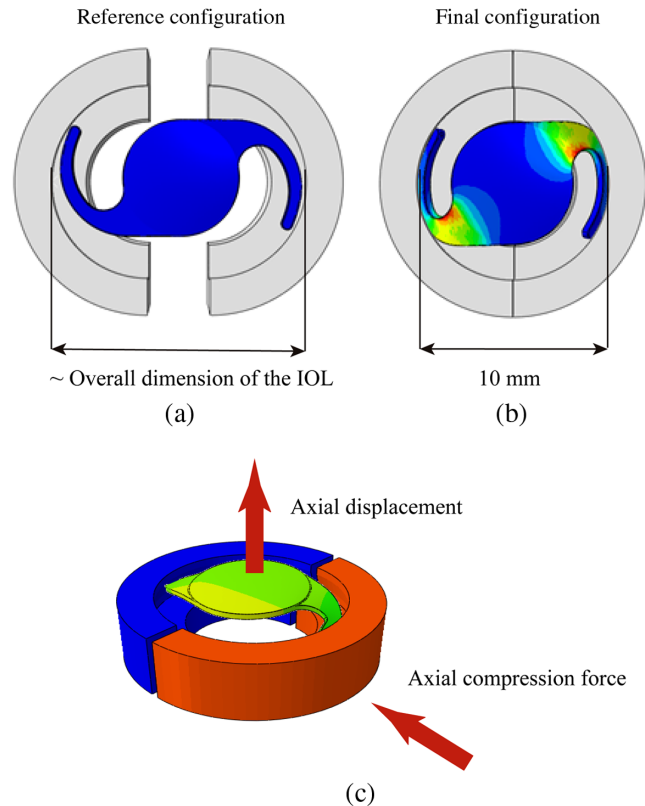 Reference configuration
Final configuration
~ Overall dimension of the IOL
10 mm
(a)
(b)
Axial displacement
Axial compression force
(c)